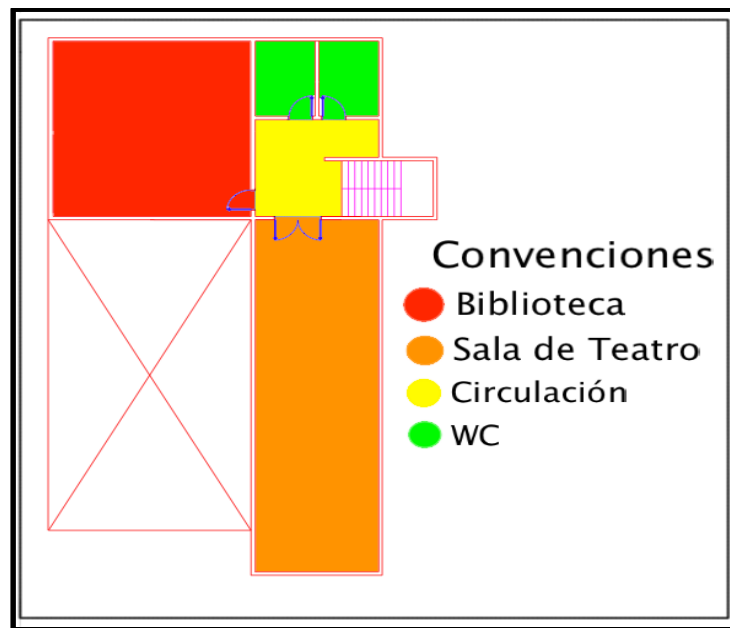 Convenciones
Biblioteca
Sala de Teatro
Circulación
WC